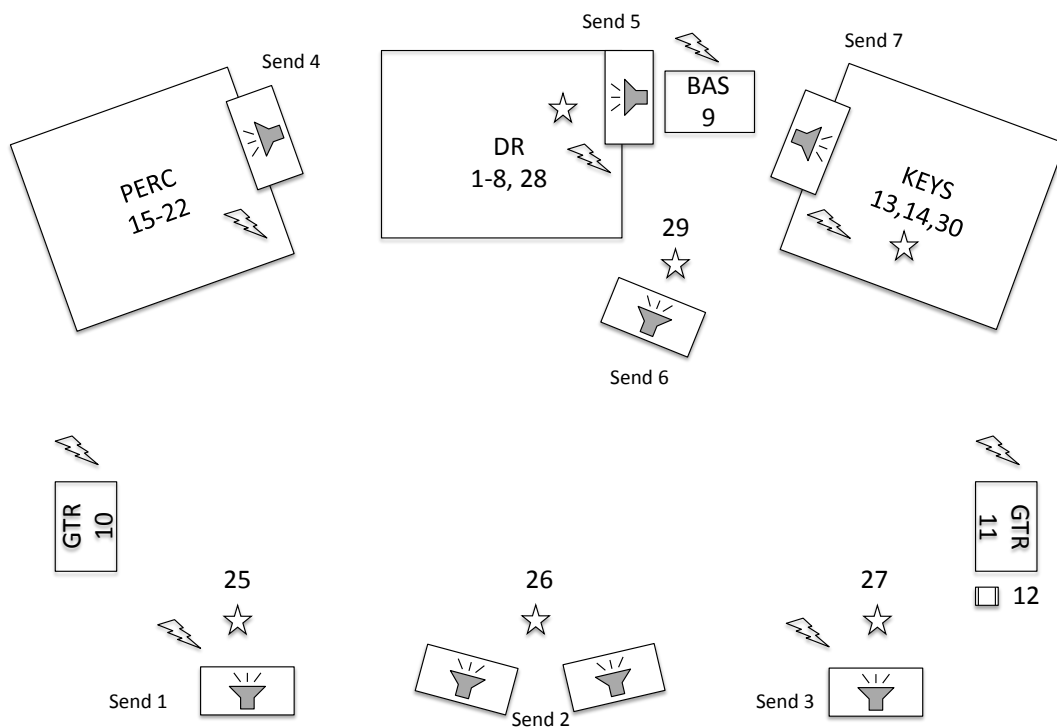 Send 5
Send 7
Send 4
BAS
9
DR
1-8, 28
PERC
15-22
KEYS
13,14,30
29
Send 6
GTR
10
GTR
11
25
26
27
12
Send 1
Send 2
Send 3